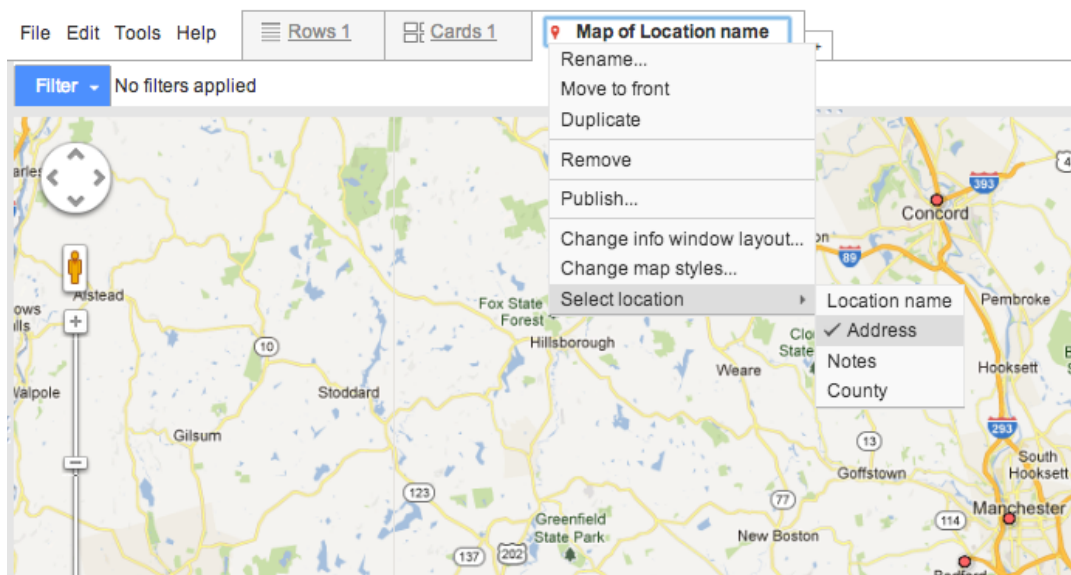 File Edit Tools Help
Rows 1
Cards 1
Map of Location name
+
Filter
No filters applied
Rename...
Move to front
Duplicate
Remove
Publish...
Change info window layout...
Change map styles...
Select location
Location name
Address
Notes
County
393
Concord
89
Alstead
Fox State
Forest
Hillsborough
Pembroke
State
Weare
Hooksett
10
Walpole
Stoddard
Gilsum
293
13
Goffstown
South
Hooksett
123
77
Manchester
114
Greenfield
State Park
New Boston
137
202
Bedford